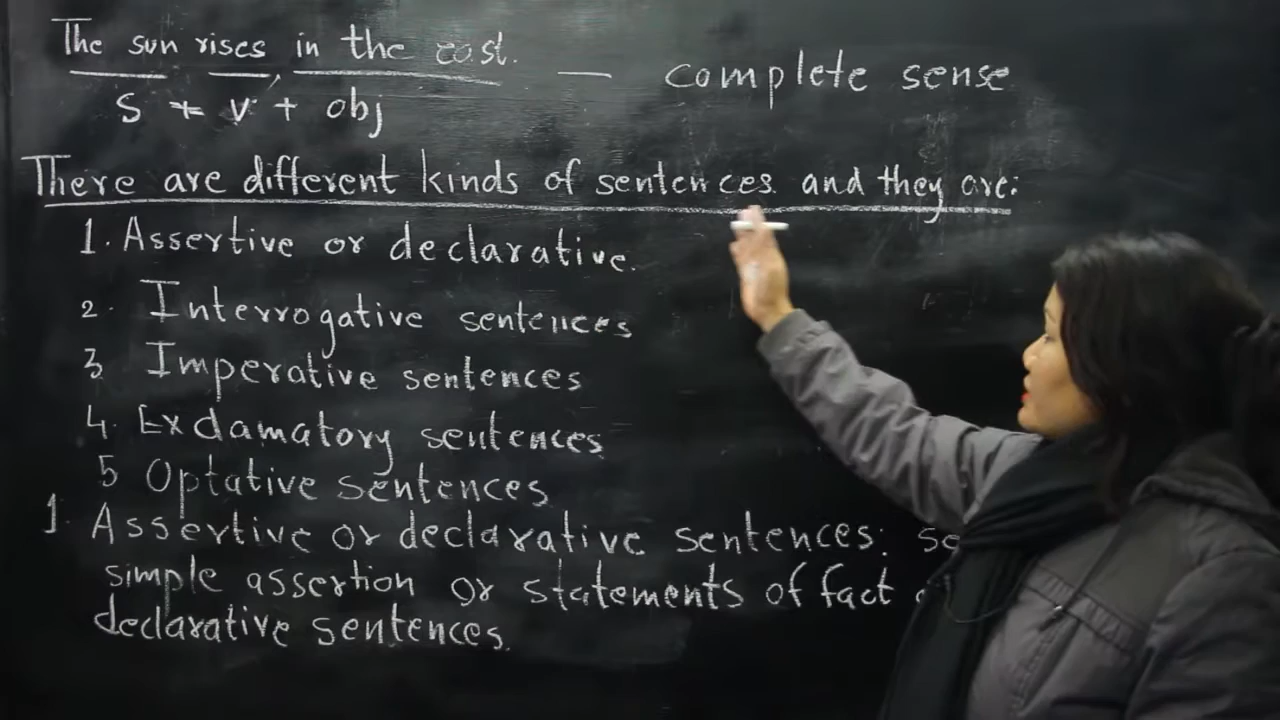 The sun rises in the east. — complete sense
S + V + obj
There are different kinds of sentences and they are:
1. Assertive or declarative.
2. Interrogative sentences
3 Imperative sentences
4. Exclamatory sentences
5 Optative sentences
1. Assertive or declarative sentences:
simple assertion or statements of fact
declarative sentences.